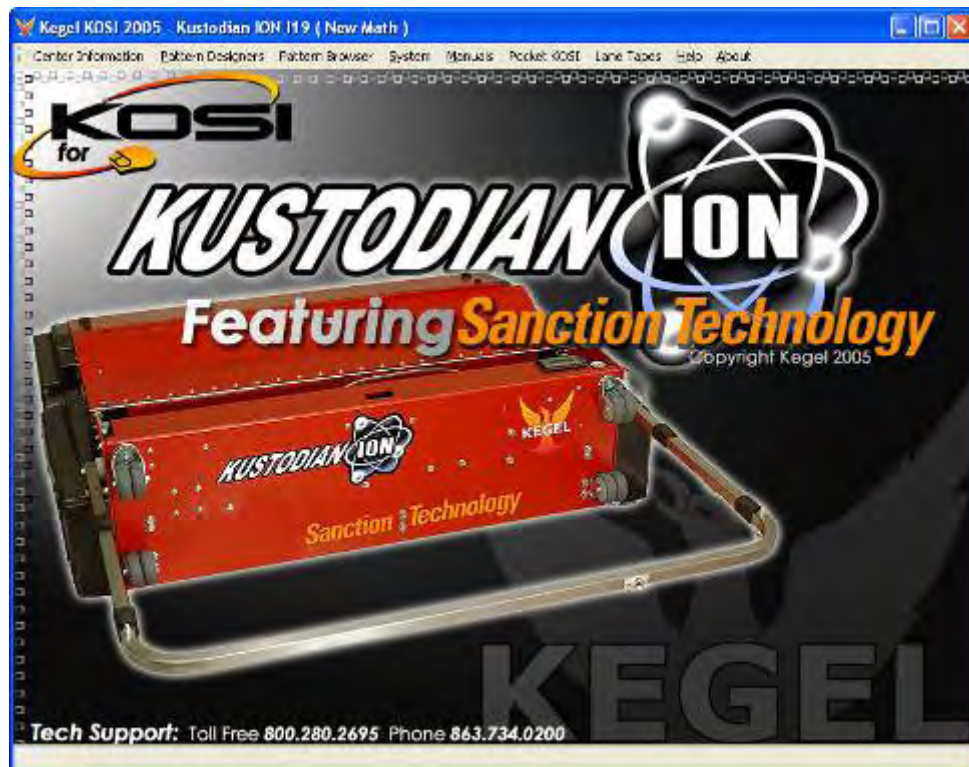 Kegel KOSI 2005 Kustodian ION I19 ( New Math )
Center Information Pattern Designers Pattern Browser System Manuals Pocket KOSI Lane Tapes Help About
KOSI
for
KUSTODIAN ION
Featuring Sanction Technology
Copyright Kegel 2005
KEGEL
KUSTODIAN ION
Sanction Technology
KEGEL
Tech Support: Toll Free 800.280.2695 Phone 863.734.0200